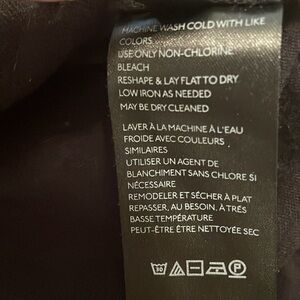 MACHINE WASH COLD WITH LIKE
COLORS
USE ONLY NON-CHLORINE
BLEACH
RESHAPE & LAY FLAT TO DRY
LOW IRON AS NEEDED
MAY BE DRY CLEANED
LAVER À LA MACHINE À L'EAU
FROIDE AVEC COULEURS
SIMILAIRES
UTILISER UN AGENT DE
BLANCHIMENT SANS CHLORE SI
NÉCESSAIRE
REMODELER ET SÉCHER À PLAT
REPASSER, AU BESOIN, À TRÈS
BASSE TEMPÉRATURE
PEUT-ÊTRE ÊTRE NETTOYÉE SEC
30 P